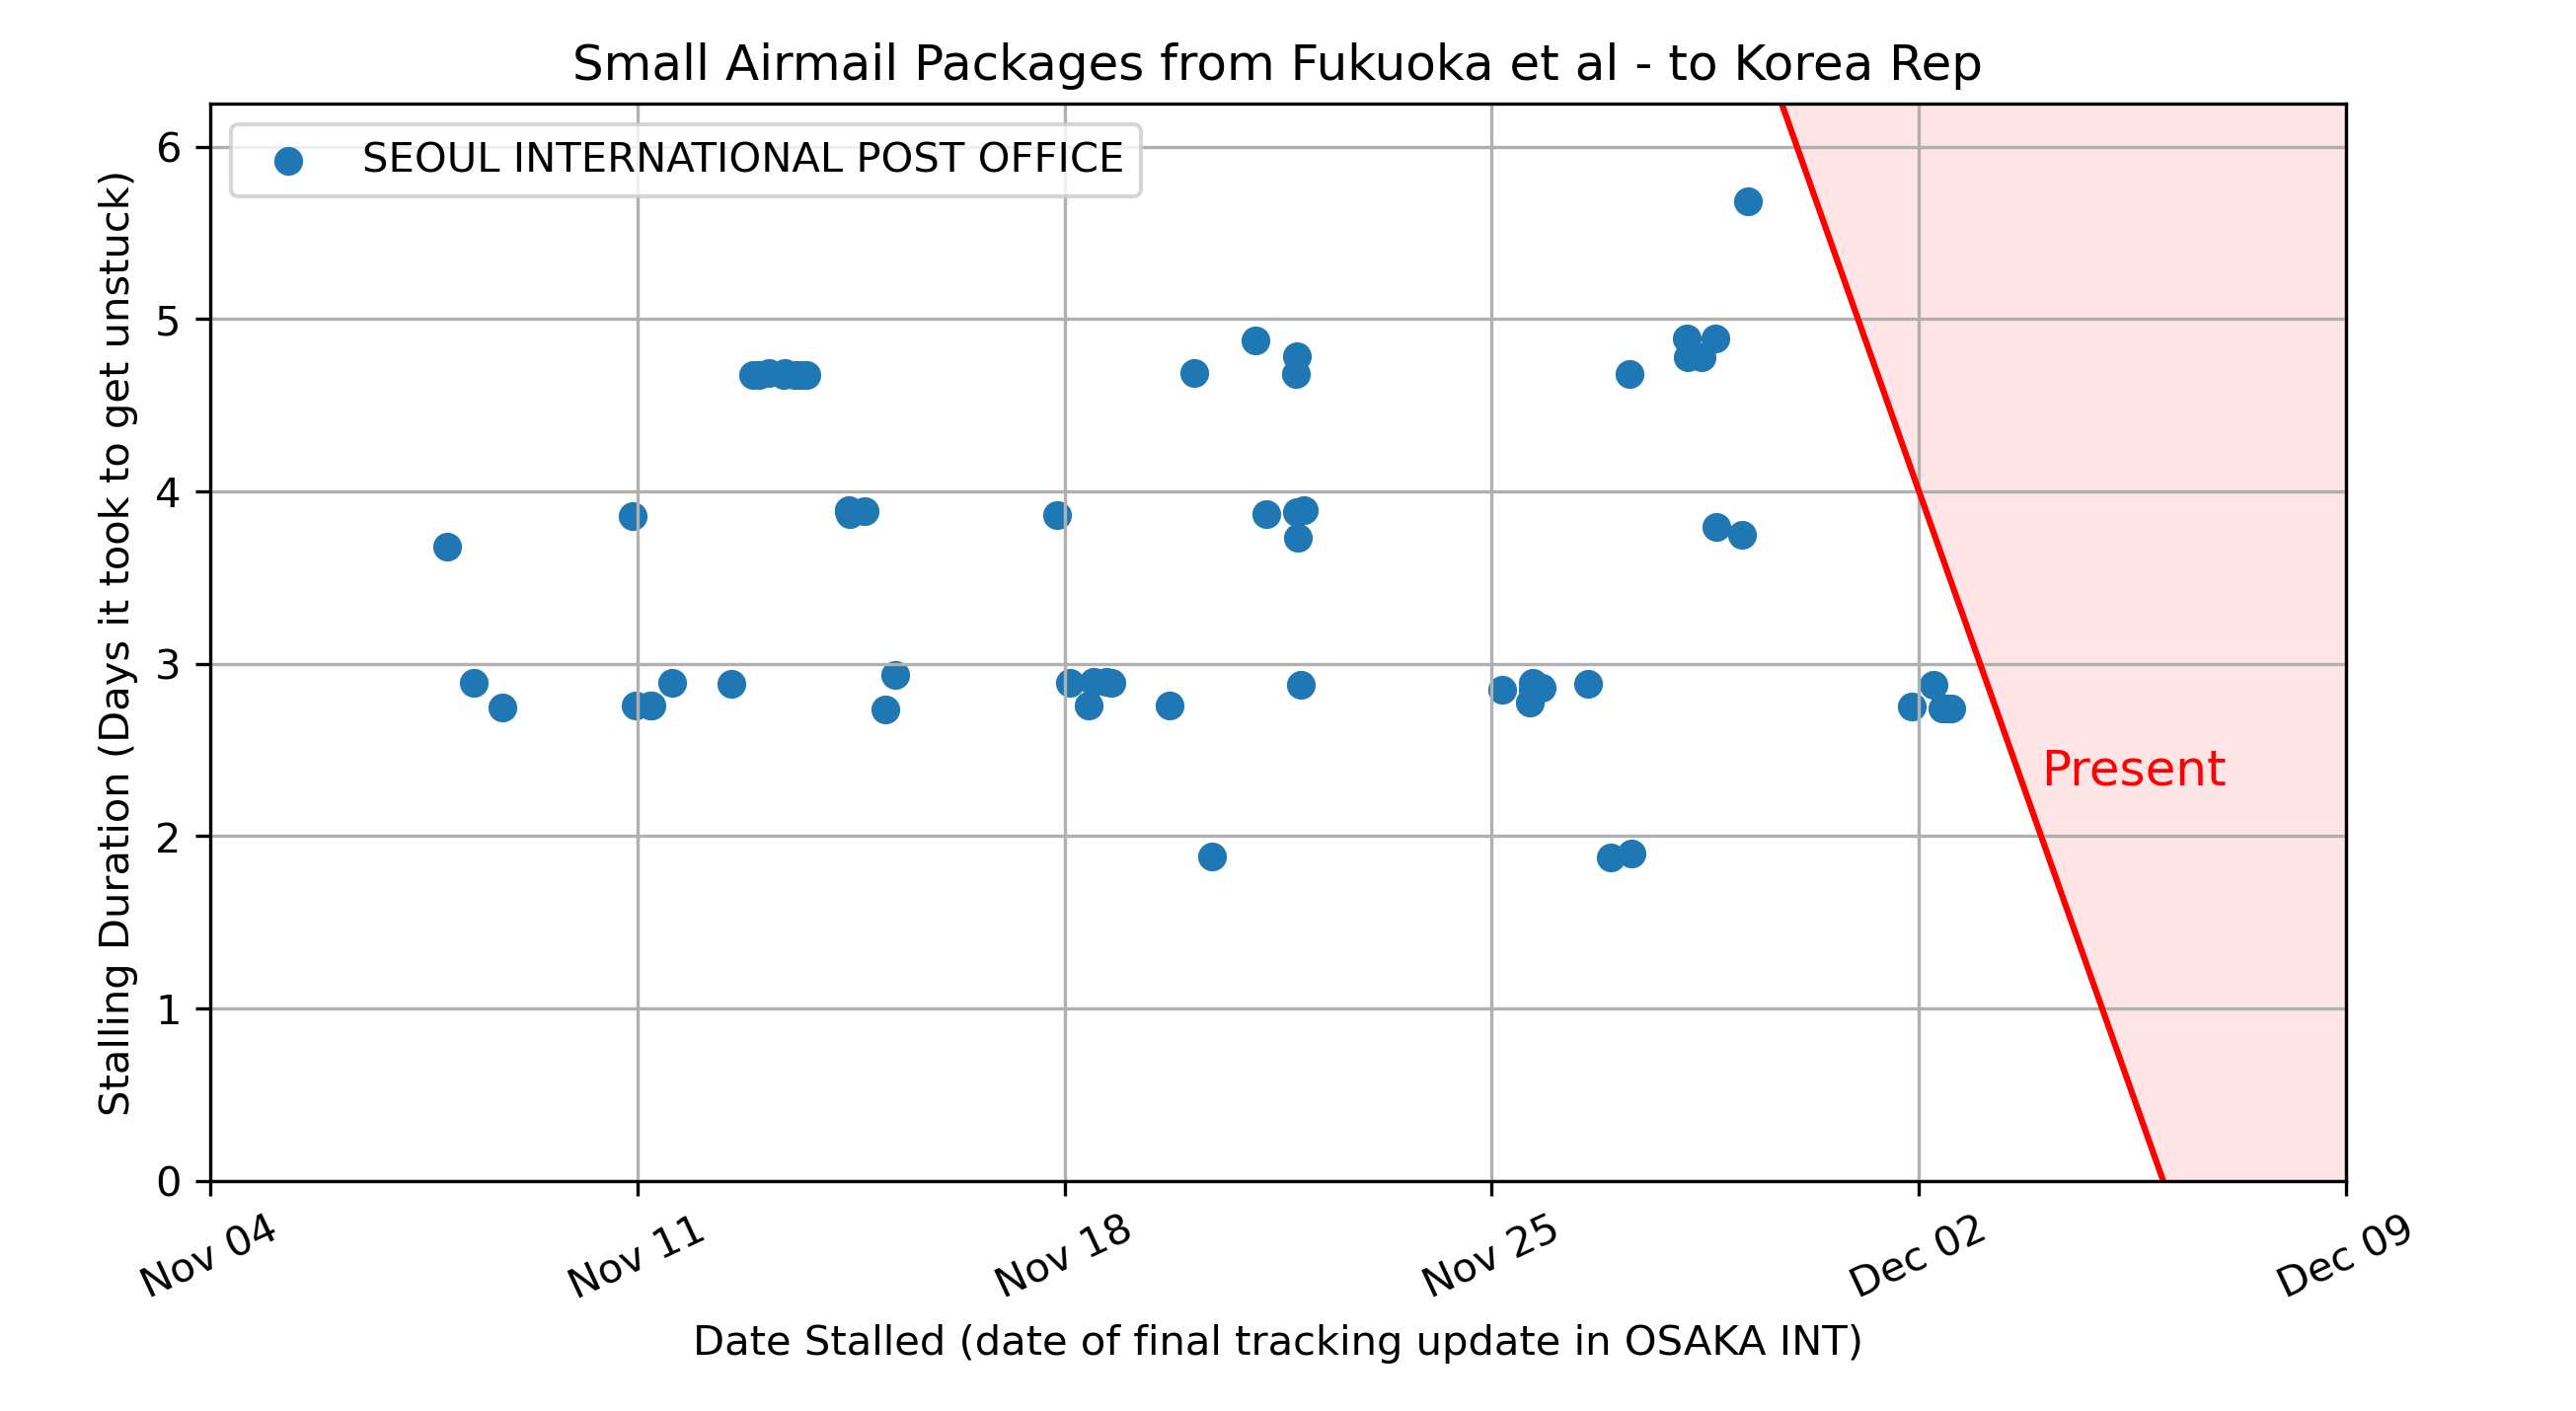 Small Airmail Packages from Fukuoka et al - to Korea Rep
SEOUL INTERNATIONAL POST OFFICE
Stalling Duration (Days it took to get unstuck)
6
5
4
3
2
1
0
Present
Nov 04
Nov 11
Nov 18
Nov 25
Dec 02
Dec 09
Date Stalled (date of final tracking update in OSAKA INT)